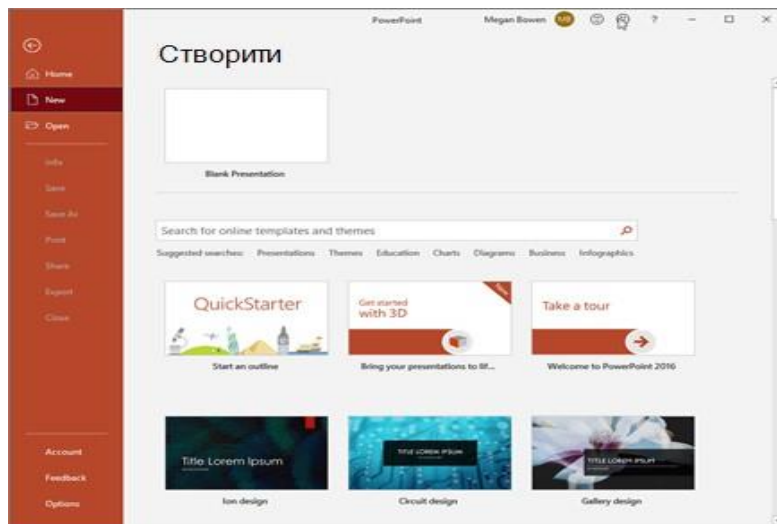 PowerPoint
Megan Bowen
MB
?
Створити
Home
New
Open
Info
Save
Save As
Print
Share
Export
Close
Account
Feedback
Options
Blank Presentation
Search for online templates and themes
Suggested searches: Presentations Themes Education Charts Diagrams Business Infographics
QuickStarter
Start an outline
Get started
with 3D
New
Bring your presentations to lif...
Take a tour
Welcome to PowerPoint 2016
Title Lorem Ipsum
Ion design
TITLE LOREM IPSUM
Circuit design
TITLE LOREM IPSUM
Gallery design